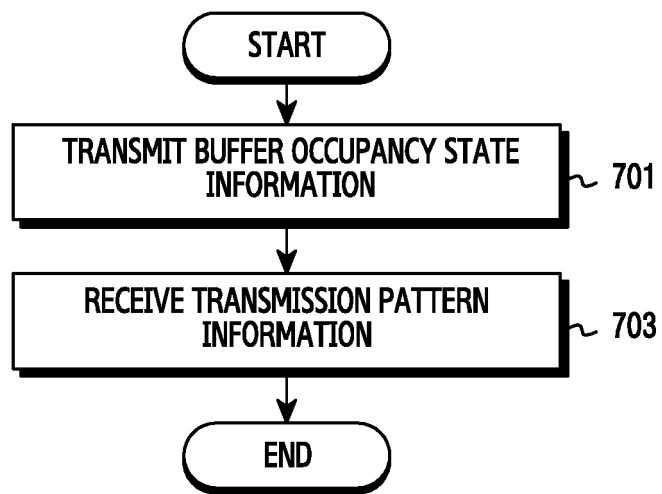 START
TRANSMIT BUFFER OCCUPANCY STATE
INFORMATION
701
RECEIVE TRANSMISSION PATTERN
INFORMATION
703
END